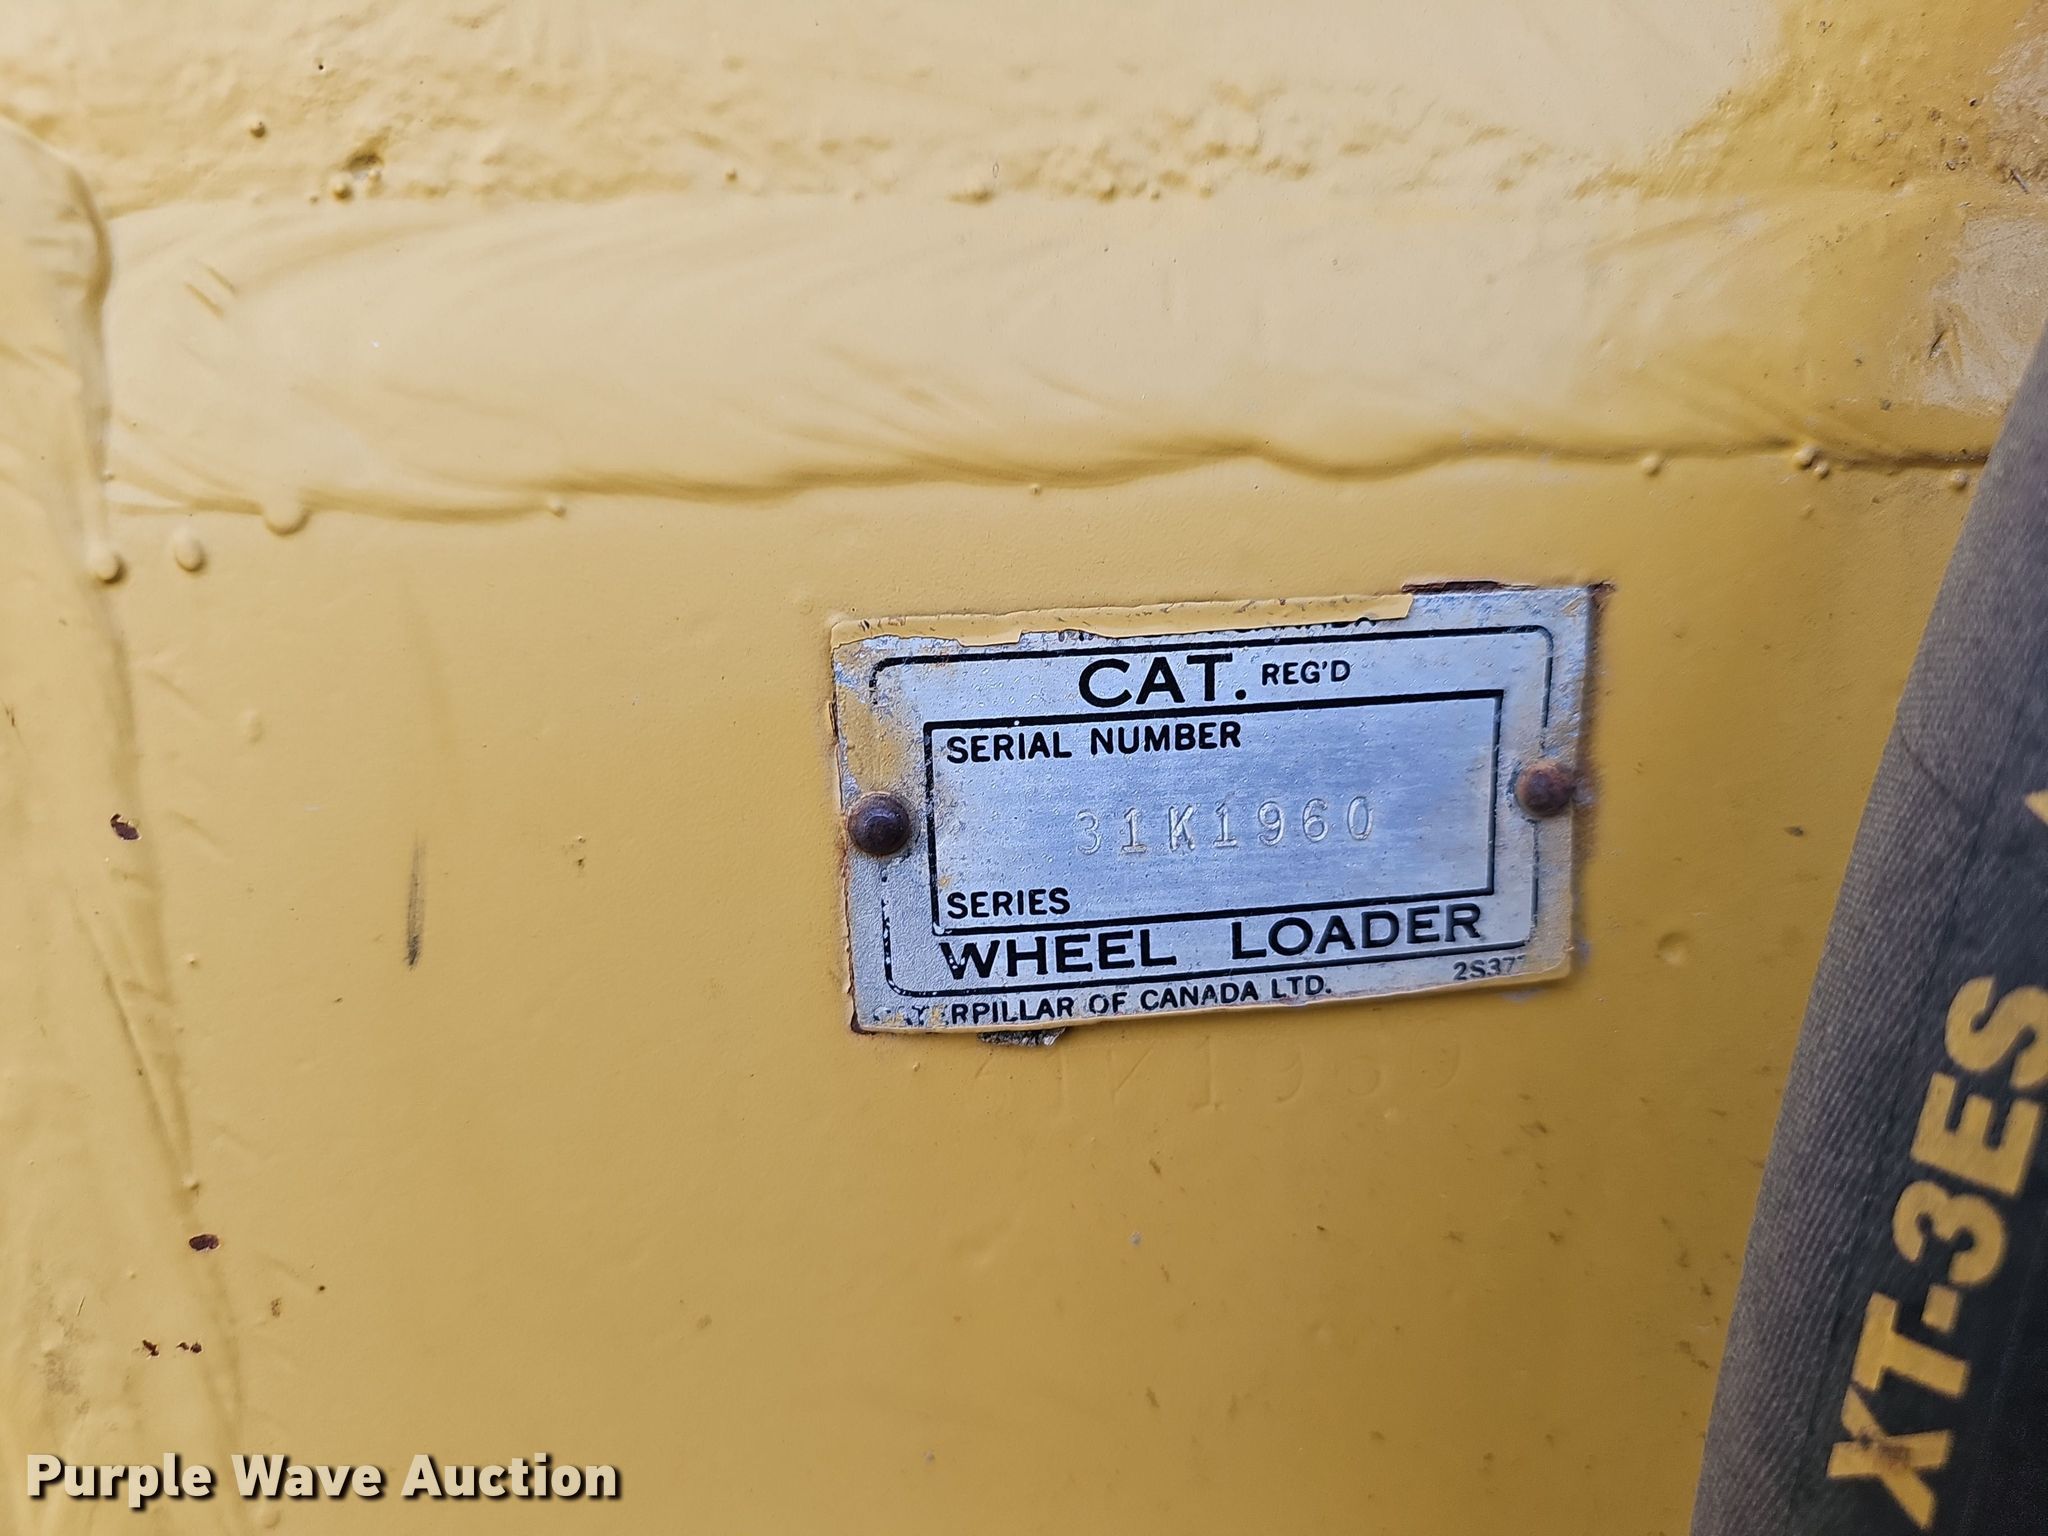 CAT. REG'D
SERIAL NUMBER
31K1960
SERIES
WHEEL LOADER
RPILLAR OF CANADA LTD. 2S377
XT-3ES
Purple Wave Auction